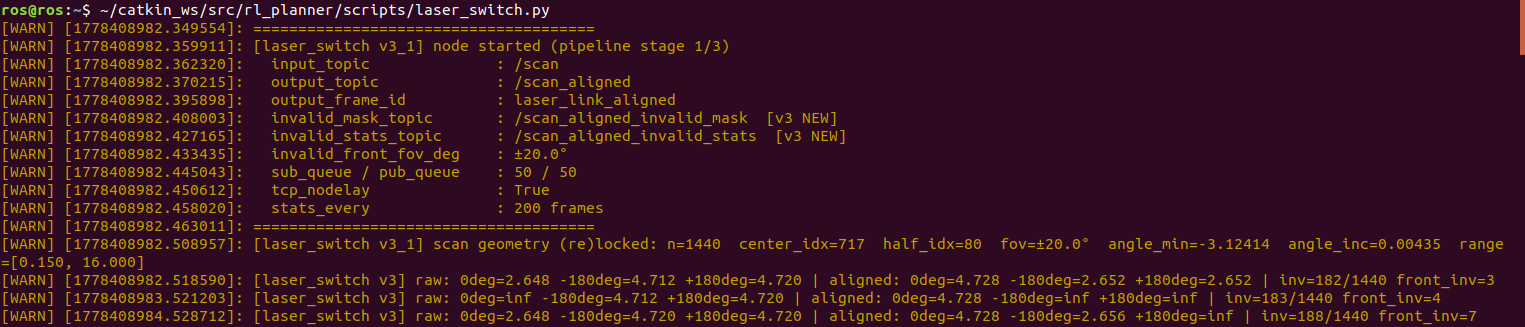 ros@ros:~$ ~/catkin_ws/src/rl_planner/scripts/laser_switch.py
[WARN] [1778408982.349554]: ======================================
[WARN] [1778408982.359911]: [laser_switch v3_1] node started (pipeline stage 1/3)
[WARN] [1778408982.362320]:   input_topic              : /scan
[WARN] [1778408982.370215]:   output_topic             : /scan_aligned
[WARN] [1778408982.395898]:   output_frame_id          : laser_link_aligned
[WARN] [1778408982.408003]:   invalid_mask_topic       : /scan_aligned_invalid_mask  [v3 NEW]
[WARN] [1778408982.427165]:   invalid_stats_topic      : /scan_aligned_invalid_stats  [v3 NEW]
[WARN] [1778408982.433435]:   invalid_front_fov_deg    : ±20.0°
[WARN] [1778408982.445043]:   sub_queue / pub_queue    : 50 / 50
[WARN] [1778408982.450612]:   tcp_nodelay              : True
[WARN] [1778408982.458020]:   stats_every              : 200 frames
[WARN] [1778408982.463011]: ======================================
[WARN] [1778408982.508957]: [laser_switch v3_1] scan geometry (re)locked: n=1440  center_idx=717  half_idx=80  fov=±20.0°  angle_min=-3.12414  angle_inc=0.00435  range
=[0.150, 16.000]
[WARN] [1778408982.518590]: [laser_switch v3] raw: 0deg=2.648 -180deg=4.712 +180deg=4.720 | aligned: 0deg=4.728 -180deg=2.652 +180deg=2.652 | inv=182/1440 front_inv=3
[WARN] [1778408983.521203]: [laser_switch v3] raw: 0deg=inf -180deg=4.712 +180deg=4.720 | aligned: 0deg=4.728 -180deg=inf +180deg=inf | inv=183/1440 front_inv=4
[WARN] [1778408984.528712]: [laser_switch v3] raw: 0deg=2.648 -180deg=4.720 +180deg=4.720 | aligned: 0deg=4.728 -180deg=2.656 +180deg=inf | inv=188/1440 front_inv=7